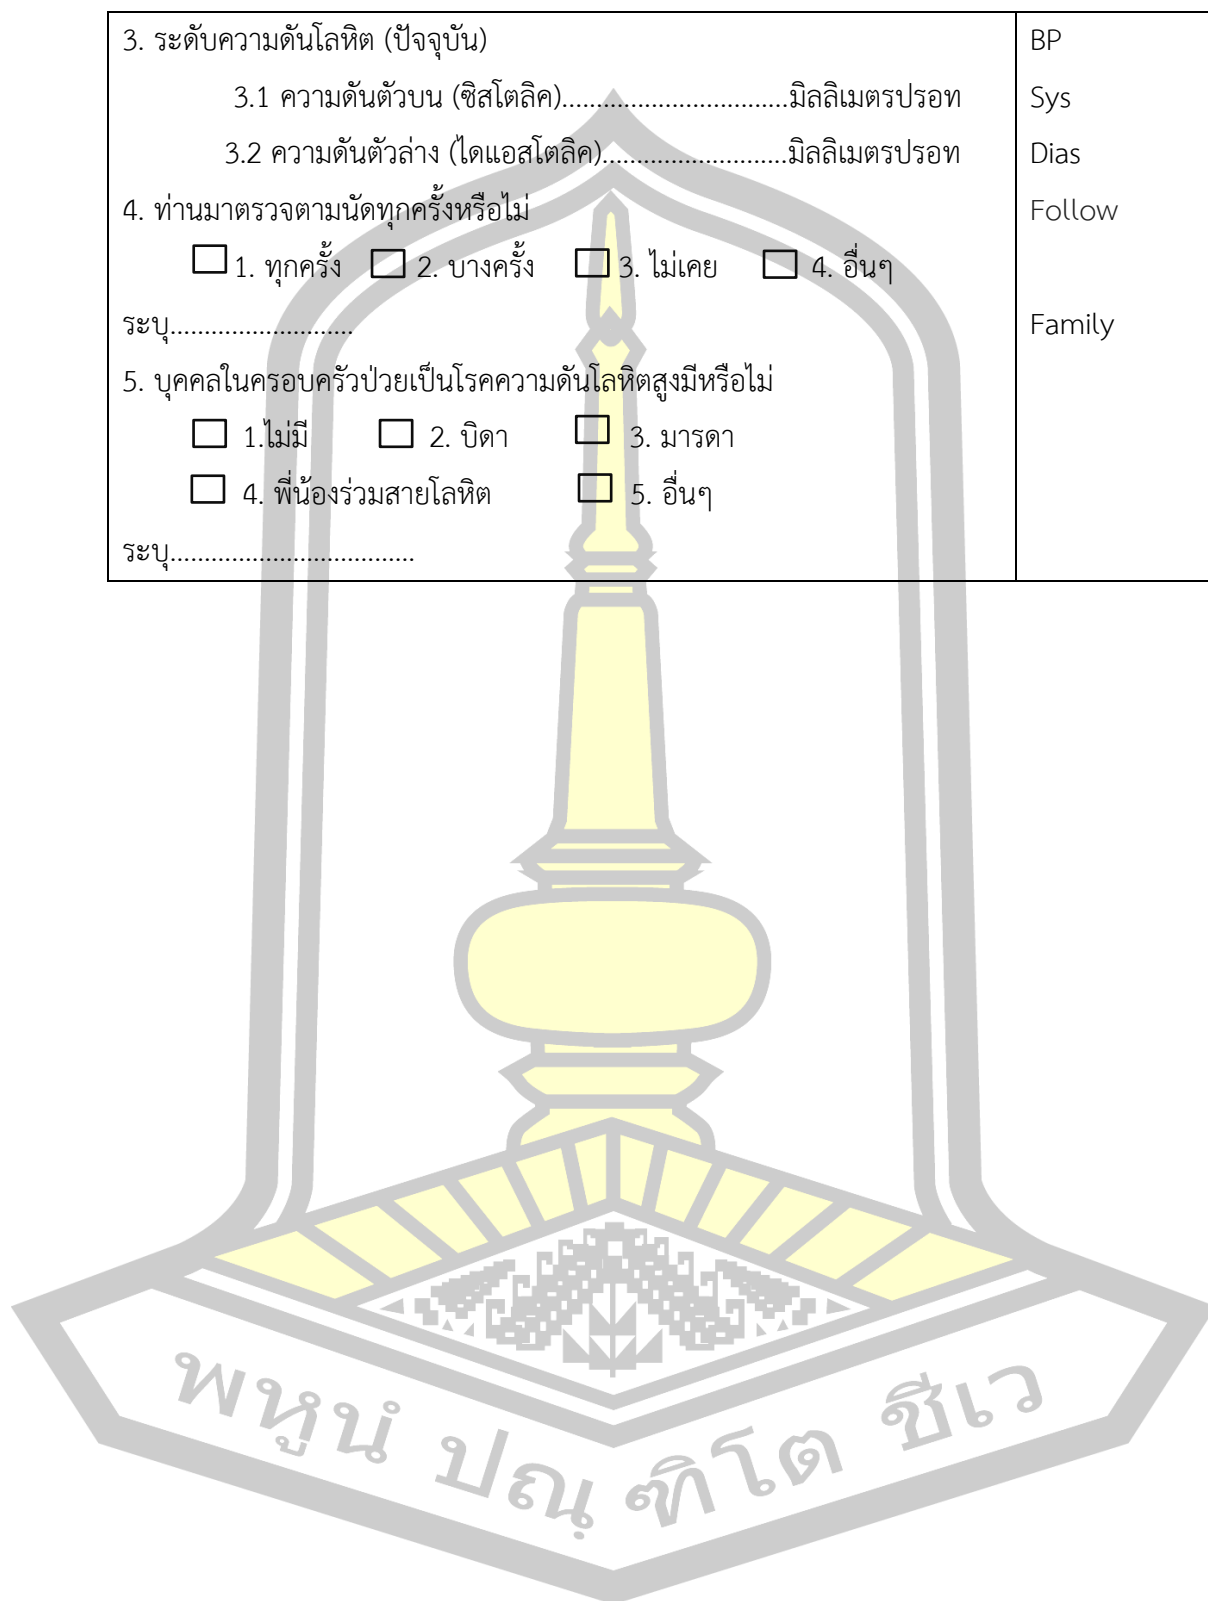 3. ระดับความดันโลหิต (ปัจจุบัน) BP
3.1 ความดันตัวบน (ซิสโตลิค).................................มิลลิเมตรปรอท Sys
3.2 ความดันตัวล่าง (ไดแอสโตลิค)...........................มิลลิเมตรปรอท Dias
4. ท่านมาตรวจตามนัดทุกครั้งหรือไม่ Follow
1. ทุกครั้ง 2. บางครั้ง 3. ไม่เคย 4. อื่นๆ
ระบุ........................... Family
5. บุคคลในครอบครัวป่วยเป็นโรคความดันโลหิตสูงมีหรือไม่
1.ไม่มี 2. บิดา 3. มารดา
4. พี่น้องร่วมสายโลหิต 5. อื่นๆ
ระบุ....................................
พหูนํ ปณฺ ฑิโต ชีเว